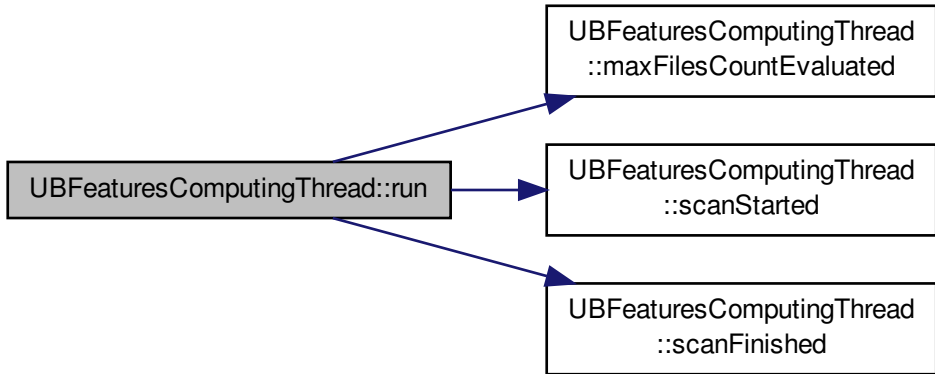 UBFeaturesComputingThread
::maxFilesCountEvaluated
UBFeaturesComputingThread::run
UBFeaturesComputingThread
::scanStarted
UBFeaturesComputingThread
::scanFinished